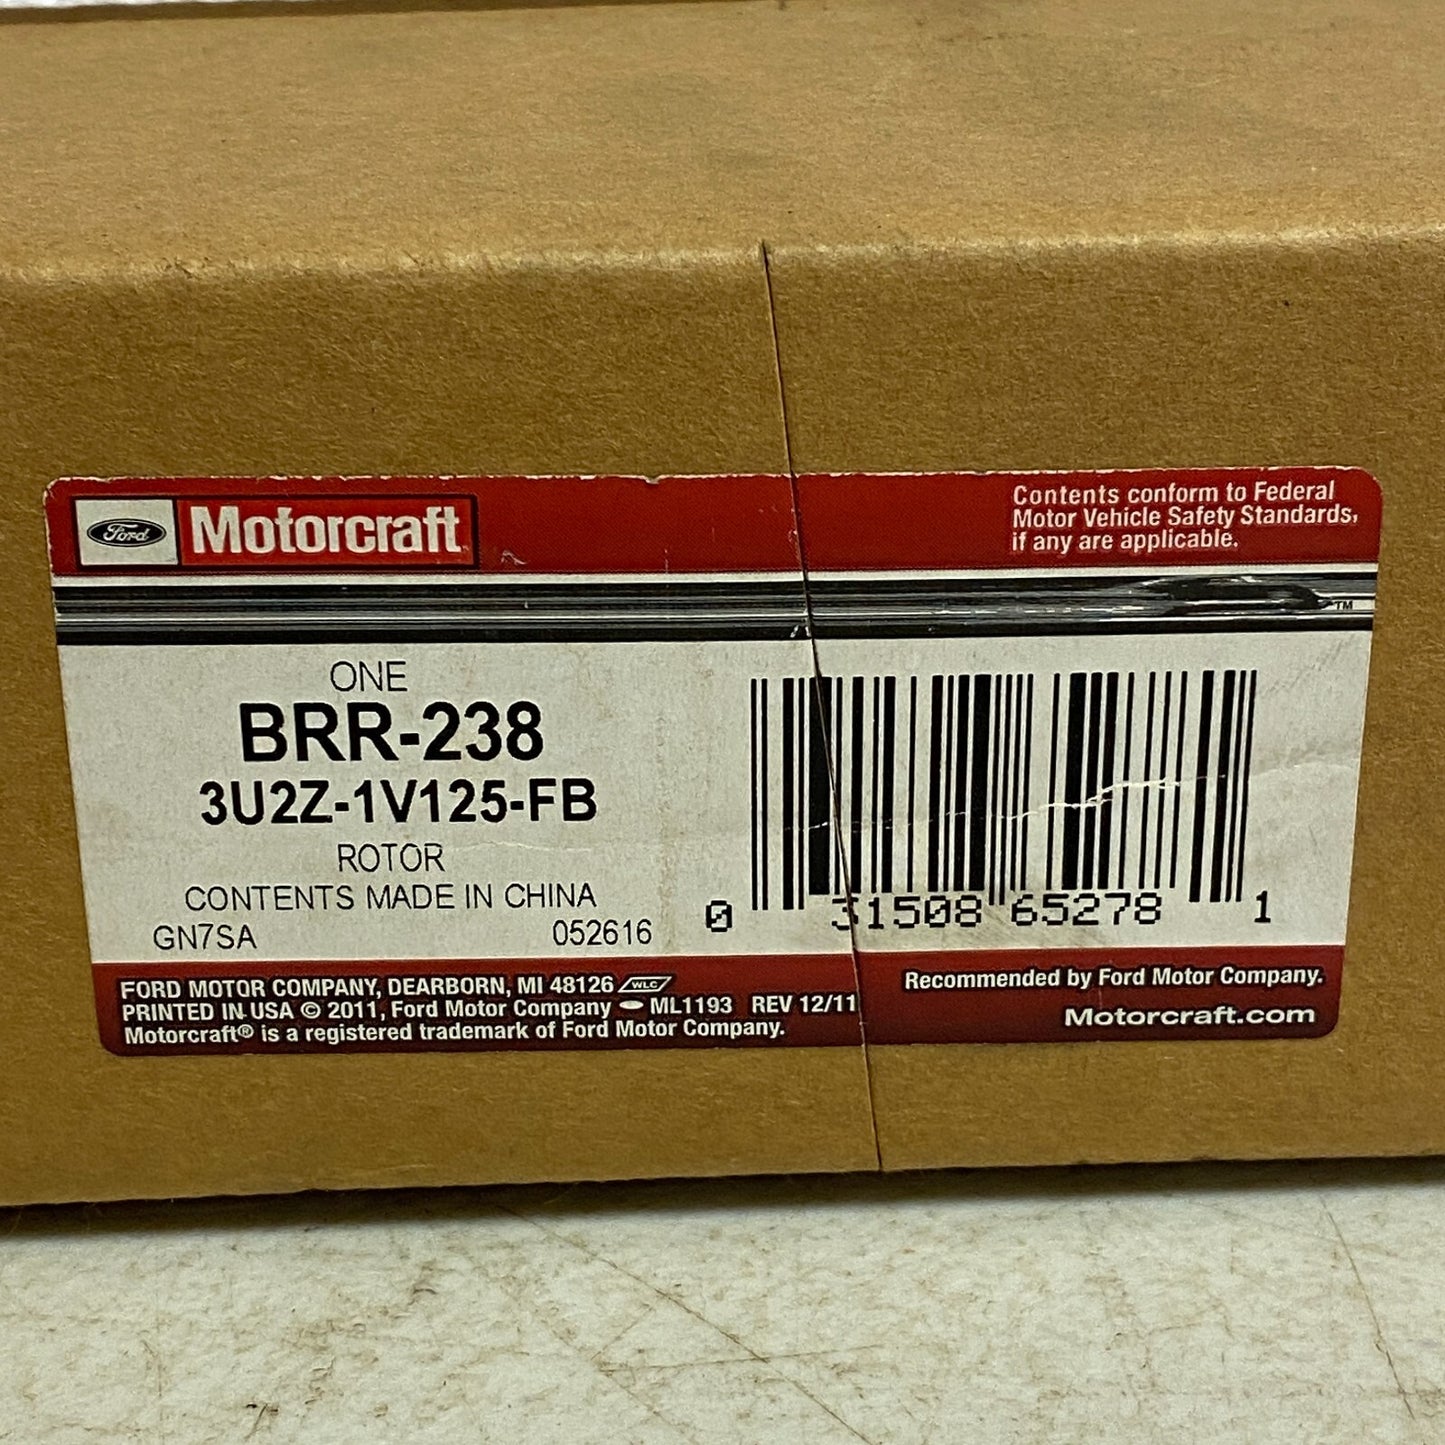 Ford Motorcraft
Contents conform to Federal
Motor Vehicle Safety Standards,
if any are applicable.
TM
ONE
BRR-238
3U2Z-1V125-FB
ROTOR
CONTENTS MADE IN CHINA
GN7SA 052616
0 31508 65278 1
FORD MOTOR COMPANY, DEARBORN, MI 48126 WLC
PRINTED IN USA © 2011, Ford Motor Company ML1193 REV 12/11
Motorcraft® is a registered trademark of Ford Motor Company.
Recommended by Ford Motor Company.
Motorcraft.com